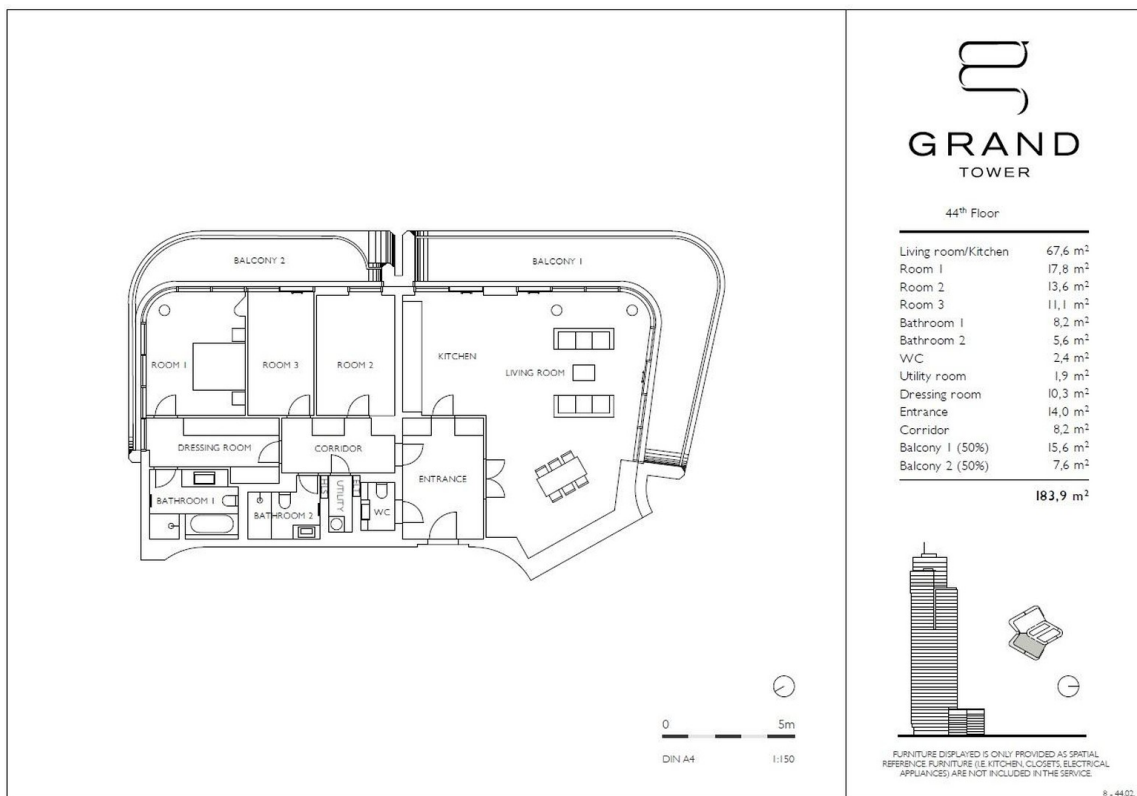 BALCONY 2
BALCONY 1
ROOM 1
ROOM 3
ROOM 2
KITCHEN
LIVING ROOM
DRESSING ROOM
CORRIDOR
ENTRANCE
BATHROOM 1
BATHROOM 2
HLS
UTILITY
ELT
WC
0 5m
DIN A4 1:150
GRAND
TOWER
44th Floor
Living room/Kitchen 67,6 m²
Room 1 17,8 m²
Room 2 13,6 m²
Room 3 11,1 m²
Bathroom 1 8,2 m²
Bathroom 2 5,6 m²
WC 2,4 m²
Utility room 1,9 m²
Dressing room 10,3 m²
Entrance 14,0 m²
Corridor 8,2 m²
Balcony 1 (50%) 15,6 m²
Balcony 2 (50%) 7,6 m²
183,9 m²
FURNITURE DISPLAYED IS ONLY PROVIDED AS SPATIAL
REFERENCE. FURNITURE (I.E. KITCHEN, CLOSETS, ELECTRICAL
APPLIANCES) ARE NOT INCLUDED IN THE SERVICE.
8 - 44.02